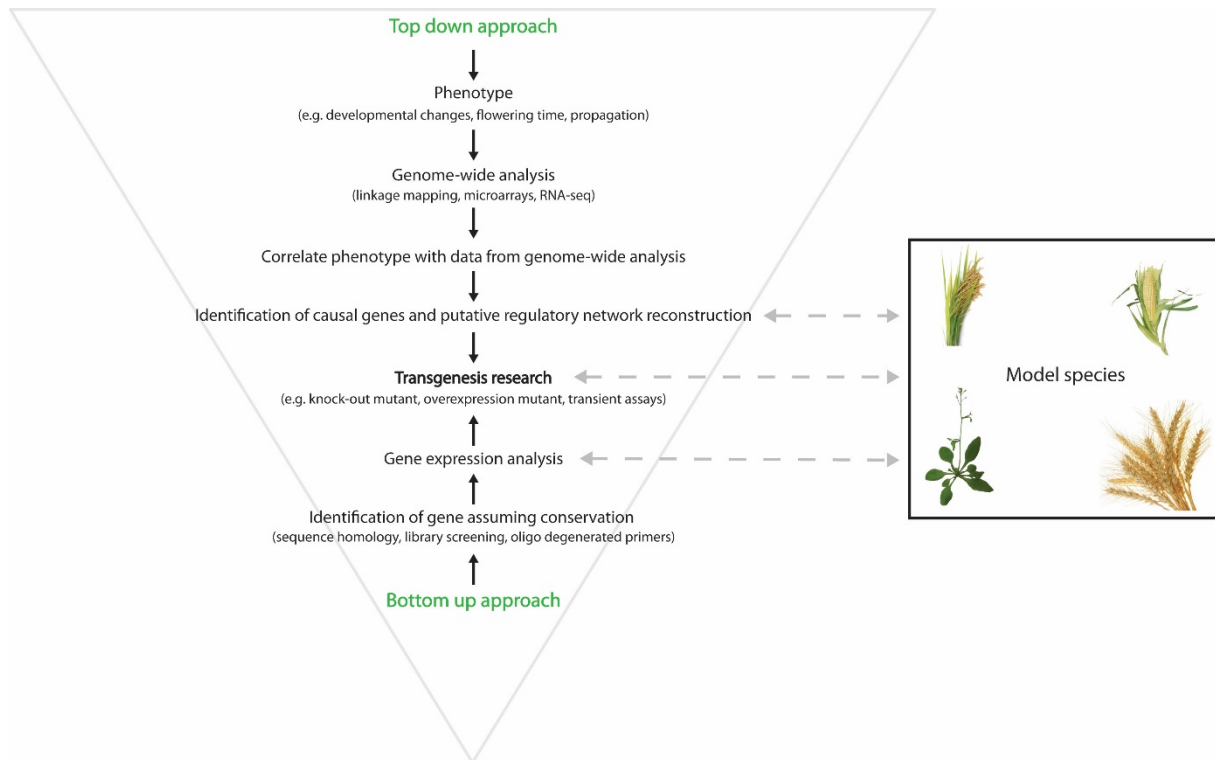 Top down approach
Phenotype
(e.g. developmental changes, flowering time, propagation)
Genome-wide analysis
(linkage mapping, microarrays, RNA-seq)
Correlate phenotype with data from genome-wide analysis
Identification of causal genes and putative regulatory network reconstruction
Transgenesis research
(e.g. knock-out mutant, overexpression mutant, transient assays)
Gene expression analysis
Identification of gene assuming conservation
(sequence homology, library screening, oligo degenerated primers)
Bottom up approach
Model species